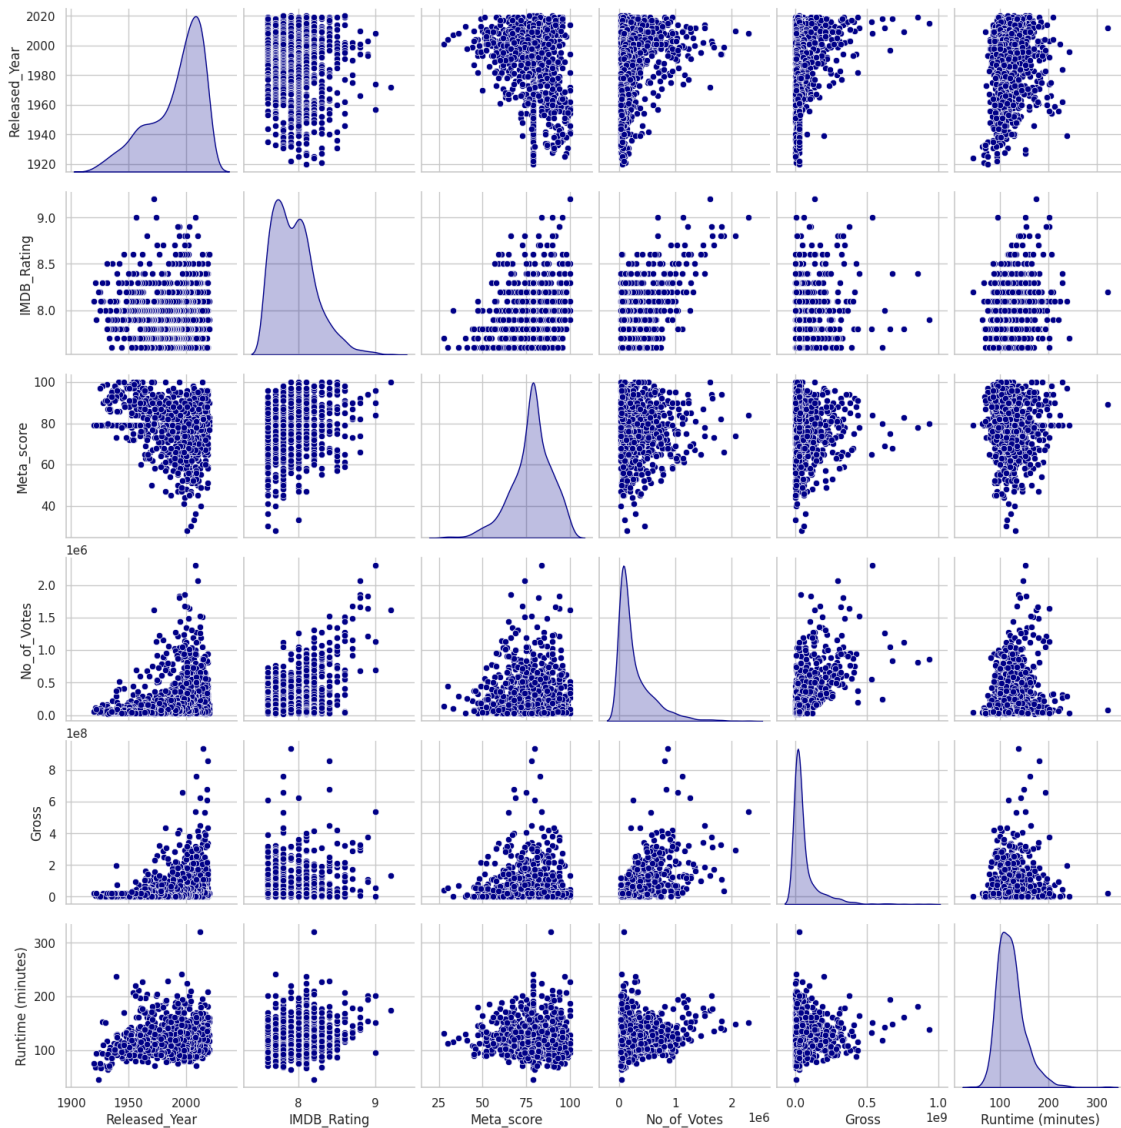 2020
2000
1980
1960
1940
1920
Released_Year
9.0
8.5
8.0
IMDB_Rating
100
80
60
40
Meta_score
1e6
2.0
1.5
1.0
0.5
0.0
No_of_Votes
1e8
8
6
4
2
0
Gross
300
200
100
Runtime (minutes)
1900 1950 2000
Released_Year
8 9
IMDB_Rating
25 50 75 100
Meta_score
0 1 2
1e6
No_of_Votes
0.0 0.5 1.0
1e9
Gross
100 200 300
Runtime (minutes)